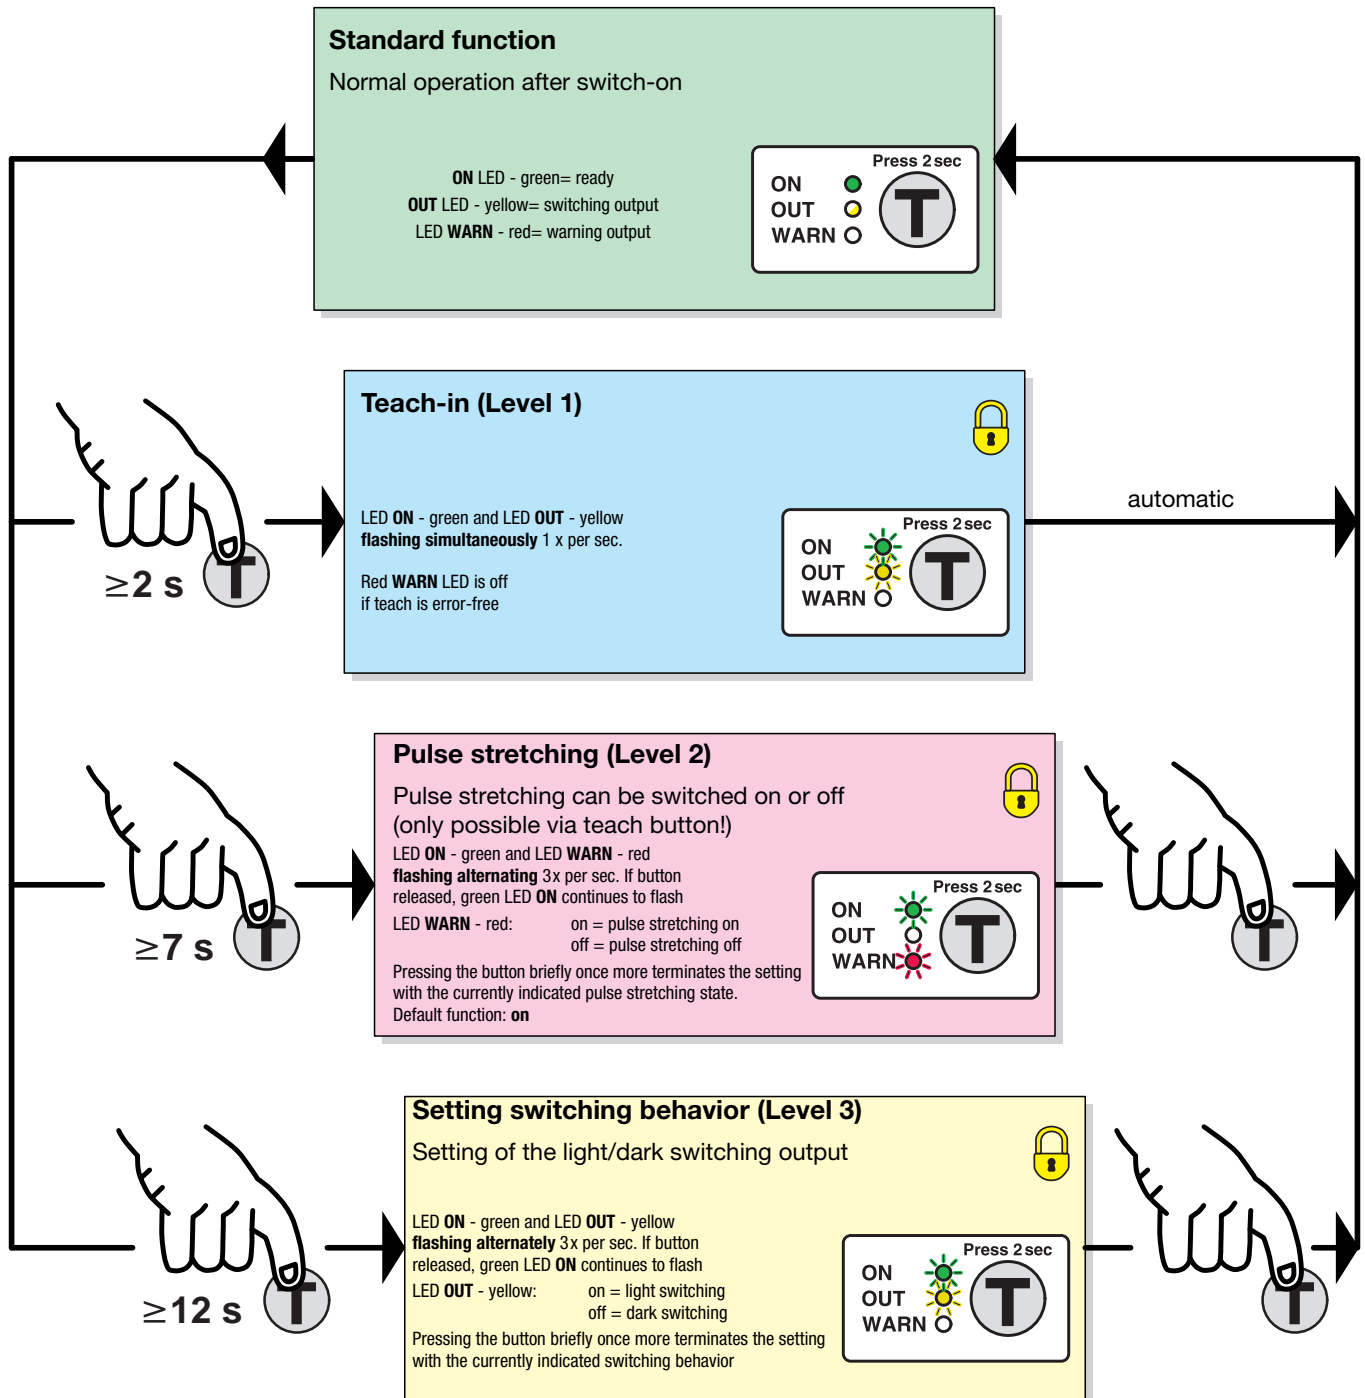 Standard function
Normal operation after switch-on
ON LED - green= ready
OUT LED - yellow= switching output
LED WARN - red= warning output
Press 2 sec
ON
OUT
WARN
T
Teach-in (Level 1)
LED ON - green and LED OUT - yellow
flashing simultaneously 1 x per sec.
Red WARN LED is off
if teach is error-free
Press 2 sec
ON
OUT
WARN
T
automatic
≥2 s
T
Pulse stretching (Level 2)
Pulse stretching can be switched on or off
(only possible via teach button!)
LED ON - green and LED WARN - red
flashing alternating 3x per sec. If button
released, green LED ON continues to flash
LED WARN - red: on = pulse stretching on
off = pulse stretching off
Pressing the button briefly once more terminates the setting
with the currently indicated pulse stretching state.
Default function: on
Press 2 sec
ON
OUT
WARN
T
≥7 s
T
T
Setting switching behavior (Level 3)
Setting of the light/dark switching output
LED ON - green and LED OUT - yellow
flashing alternately 3x per sec. If button
released, green LED ON continues to flash
LED OUT - yellow: on = light switching
off = dark switching
Pressing the button briefly once more terminates the setting
with the currently indicated switching behavior
Press 2 sec
ON
OUT
WARN
T
≥12 s
T
T